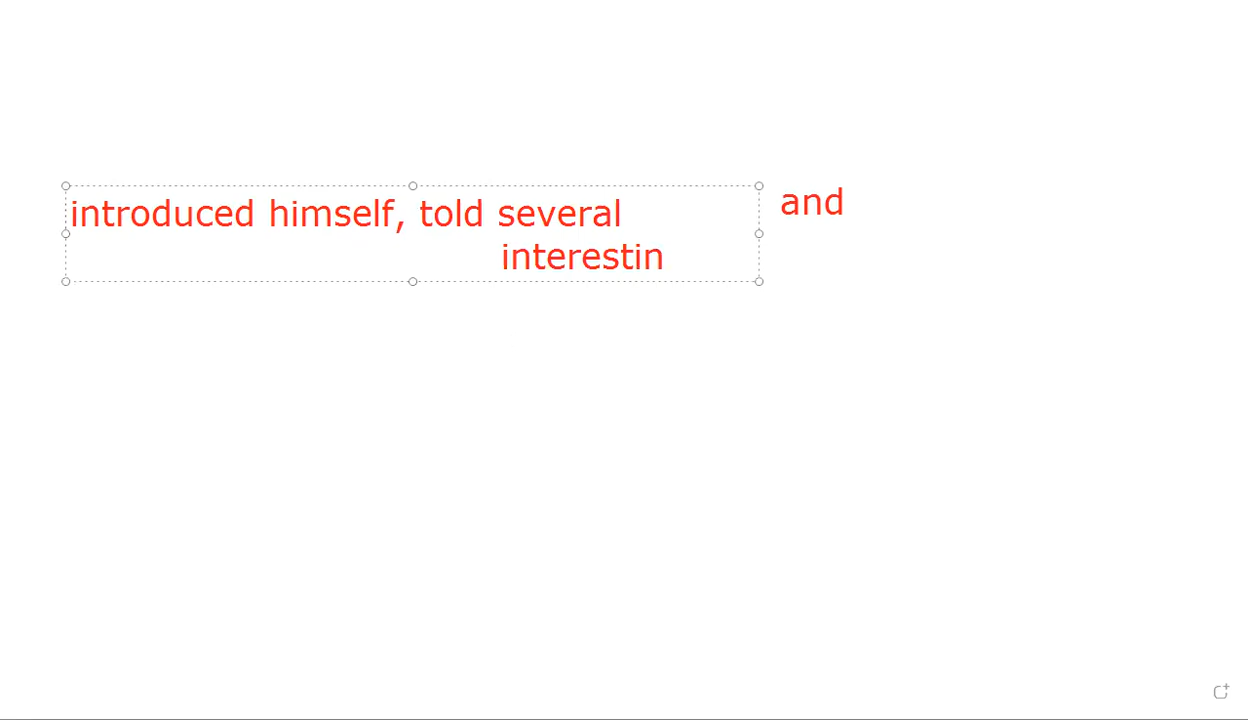 introduced himself, told several
interestin
and